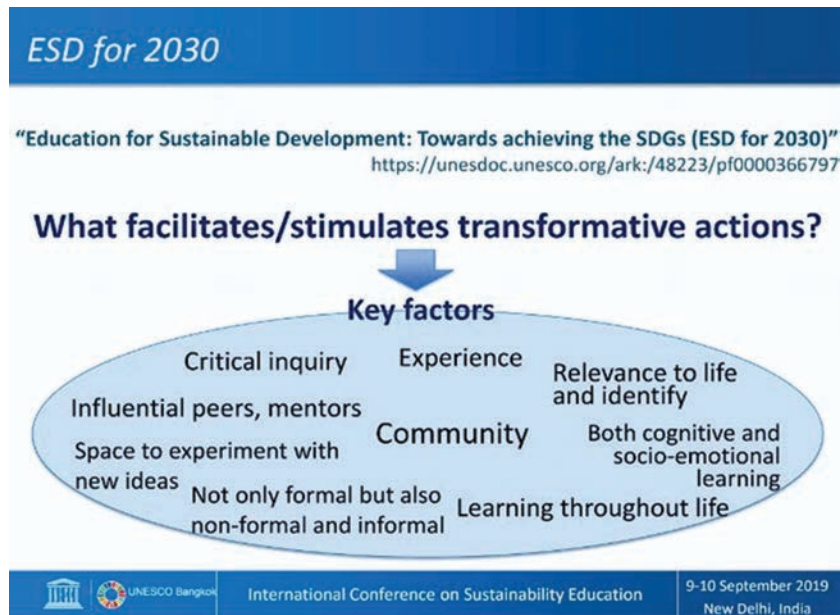 ESD for 2030
“Education for Sustainable Development: Towards achieving the SDGs (ESD for 2030)”
https://unesdoc.unesco.org/ark:/48223/pf0000366797
What facilitates/stimulates transformative actions?
Key factors
Critical inquiry
Experience
Relevance to life
and identify
Influential peers, mentors
Community
Both cognitive and
socio-emotional
learning
Space to experiment with
new ideas
Not only formal but also
non-formal and informal
Learning throughout life
UNESCO Bangkok
International Conference on Sustainability Education
9-10 September 2019
New Delhi, India